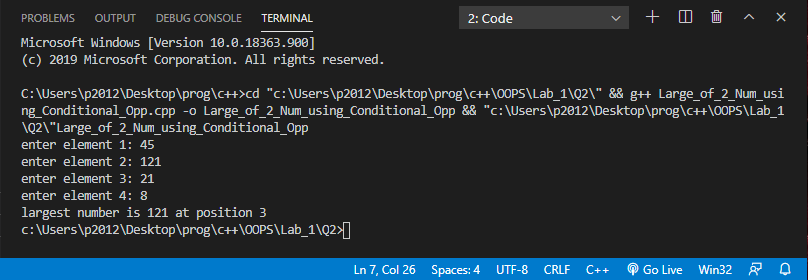 PROBLEMS OUTPUT DEBUG CONSOLE TERMINAL 2: Code
Microsoft Windows [Version 10.0.18363.900]
(c) 2019 Microsoft Corporation. All rights reserved.
C:\Users\p2012\Desktop\prog\c++>cd "c:\Users\p2012\Desktop\prog\c++\OOPS\Lab_1\Q2\" && g++ Large_of_2_Num_usi
ng_Conditional_Opp.cpp -o Large_of_2_Num_using_Conditional_Opp && "c:\Users\p2012\Desktop\prog\c++\OOPS\Lab_1
\Q2\"Large_of_2_Num_using_Conditional_Opp
enter element 1: 45
enter element 2: 121
enter element 3: 21
enter element 4: 8
largest number is 121 at position 3
c:\Users\p2012\Desktop\prog\c++\OOPS\Lab_1\Q2>
Ln 7, Col 26 Spaces: 4 UTF-8 CRLF C++ Go Live Win32